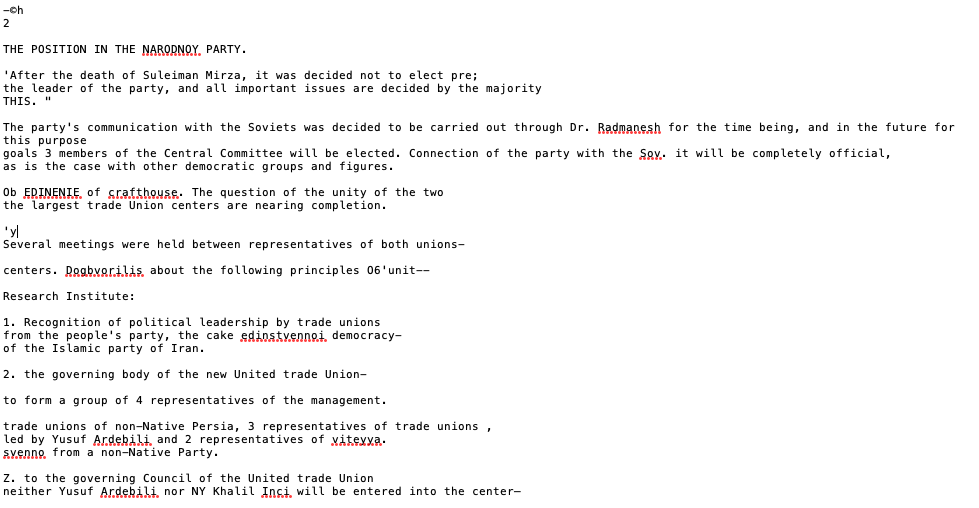 -©h
2
THE POSITION IN THE NARODNOY PARTY.
'After the death of Suleiman Mirza, it was decided not to elect pre;
the leader of the party, and all important issues are decided by the majority
THIS. "
The party's communication with the Soviets was decided to be carried out through Dr. Radmanesh for the time being, and in the future for
this purpose
goals 3 members of the Central Committee will be elected. Connection of the party with the Sov. it will be completely official,
as is the case with other democratic groups and figures.
Ob EDINENIE of crafthouse. The question of the unity of the two
the largest trade Union centers are nearing completion.
'y
Several meetings were held between representatives of both unions-
centers. Dogbvorilis about the following principles O6'unit--
Research Institute:
1. Recognition of political leadership by trade unions
from the people's party, the cake edinstvennoi democracy-
of the Islamic party of Iran.
2. the governing body of the new United trade Union-
to form a group of 4 representatives of the management.
trade unions of non-Native Persia, 3 representatives of trade unions ,
led by Yusuf Ardebili and 2 representatives of viteyya.
svenno from a non-Native Party.
Z. to the governing Council of the United trade Union
neither Yusuf Ardebili nor NY Khalil Inci will be entered into the center-